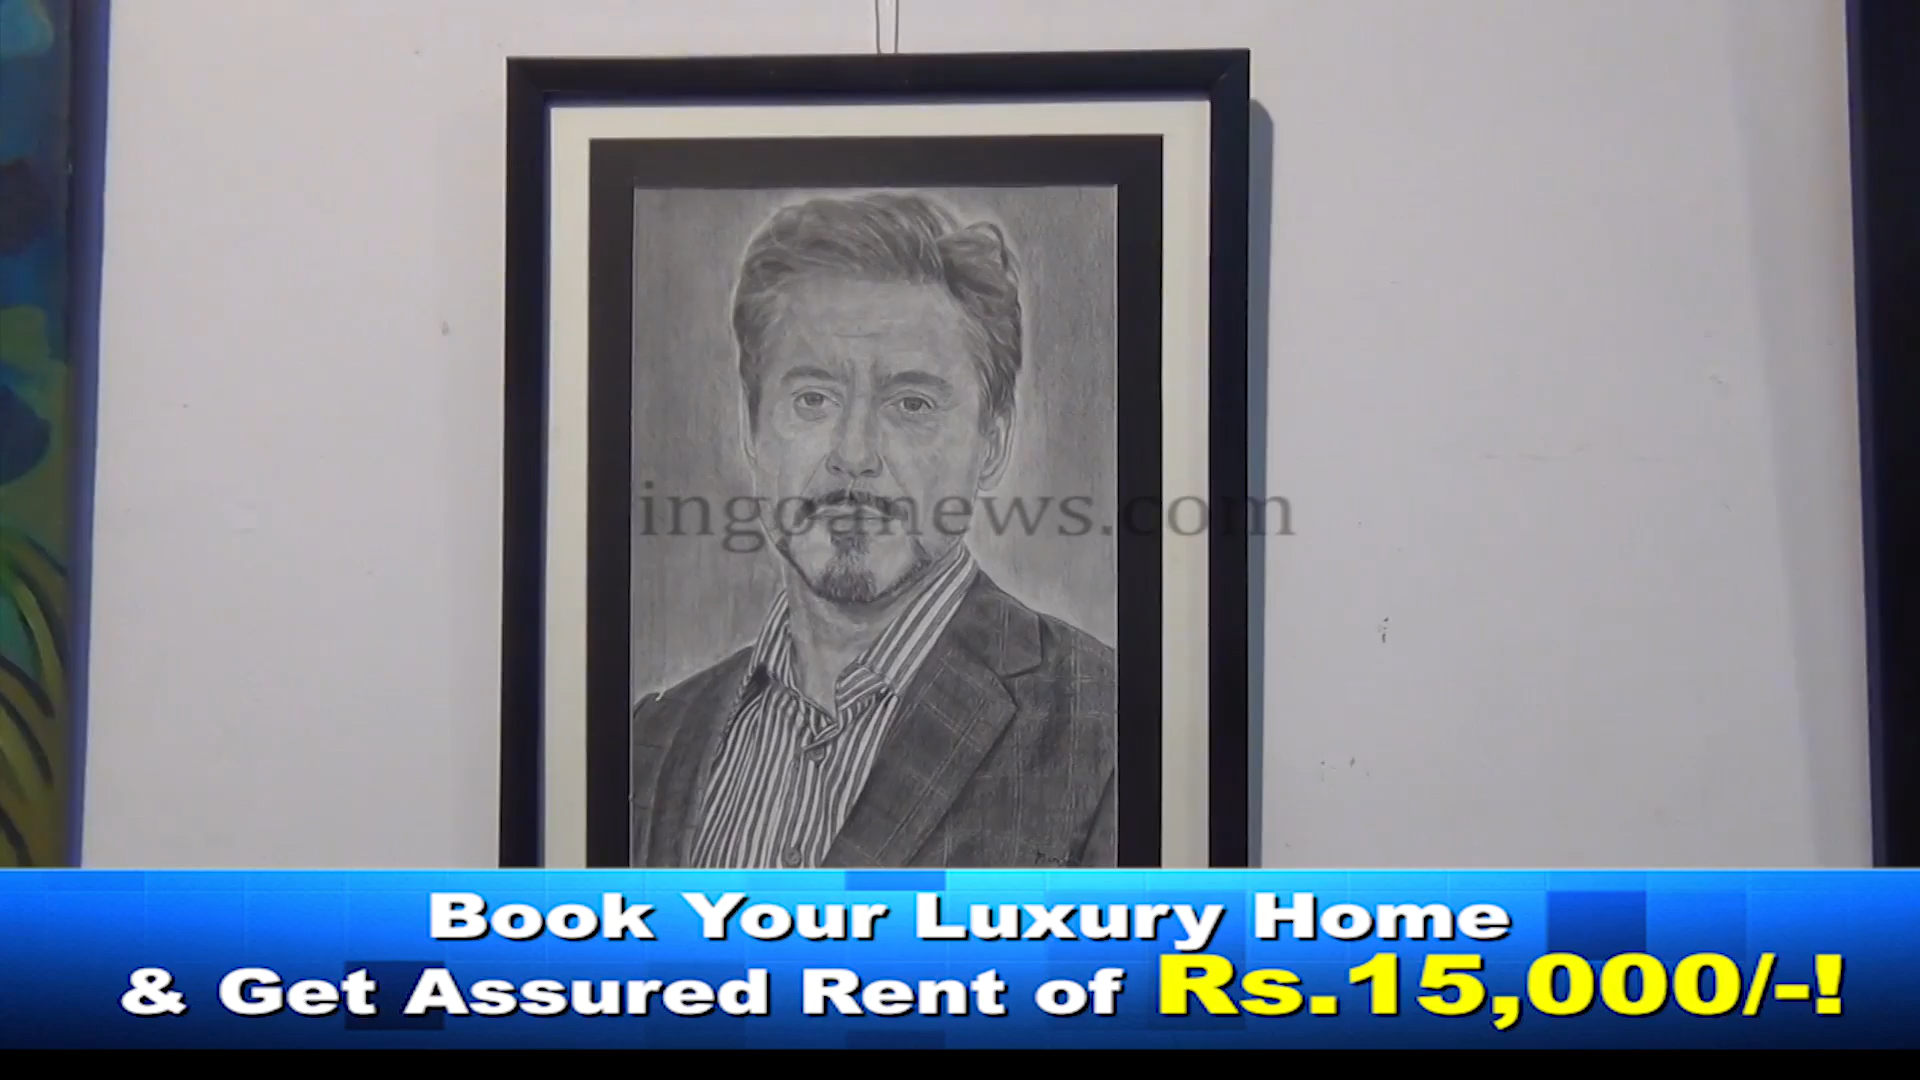 ingoanews.com
Book Your Luxury Home
& Get Assured Rent of Rs.15,000/-!